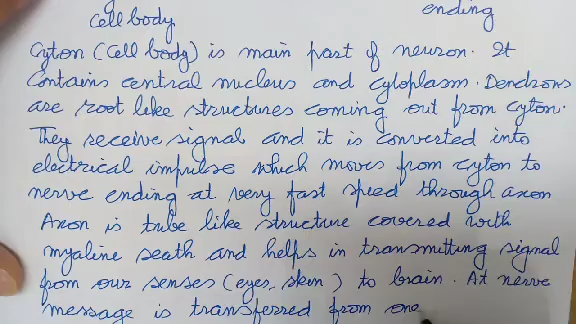 cell body
ending
Cyton (Cell body) is main part of neuron. It
Contains central nucleus and cytoplasm. Dendrons
are root like structures coming out from Cyton.
They receive signal and it is converted into
electrical impulse which moves from cyton to
nerve ending at very fast speed through axon
Axon is tube like structure covered with
myaline seath and helps in transmitting signal
from our senses (eyes, skin) to brain. At nerve
message is transferred from one